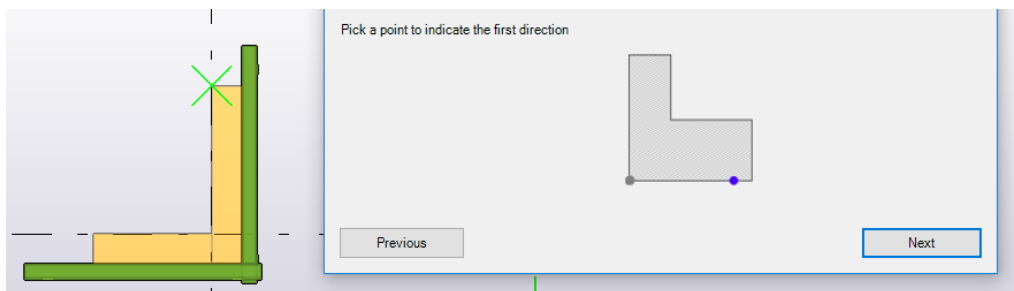 Pick a point to indicate the first direction
Previous
Next